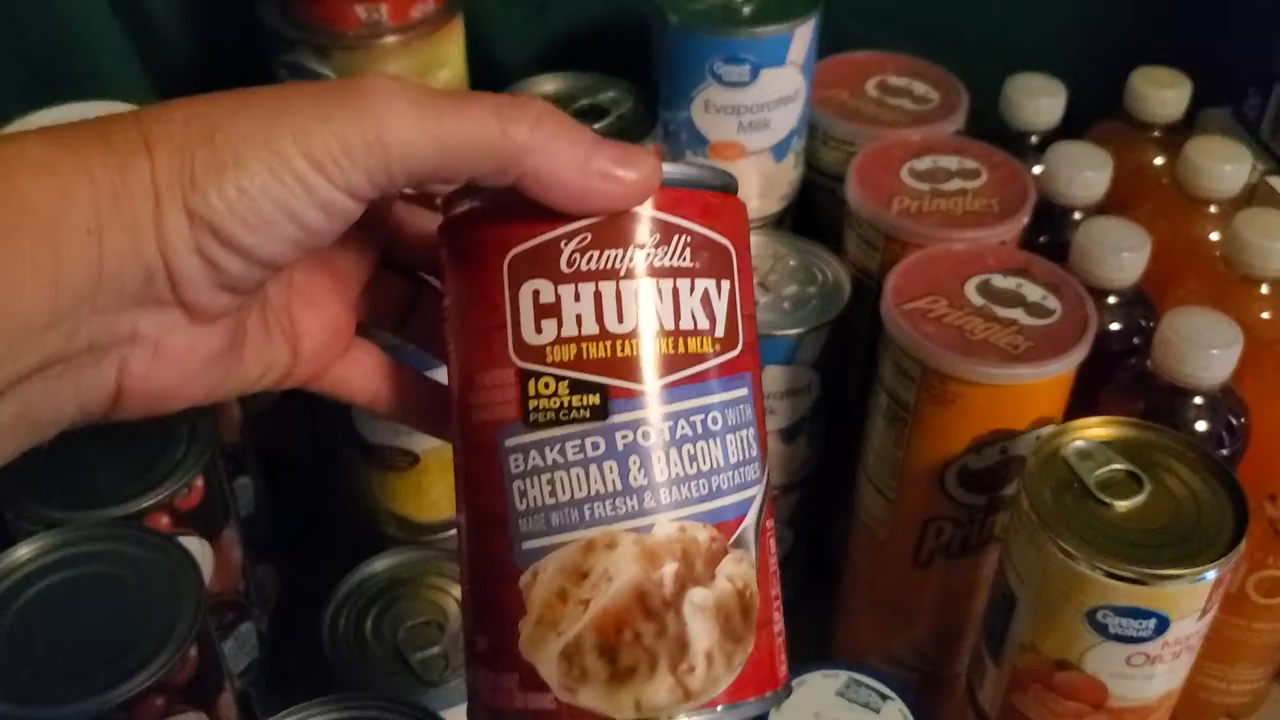 Great Value
Evaporated
Milk
Pringles
Pringles
Campbell's
CHUNKY
SOUP THAT EATS LIKE A MEAL
10g
PROTEIN
PER CAN
BAKED POTATO WITH
CHEDDAR & BACON BITS
MADE WITH FRESH & BAKED POTATOES
Great
Value